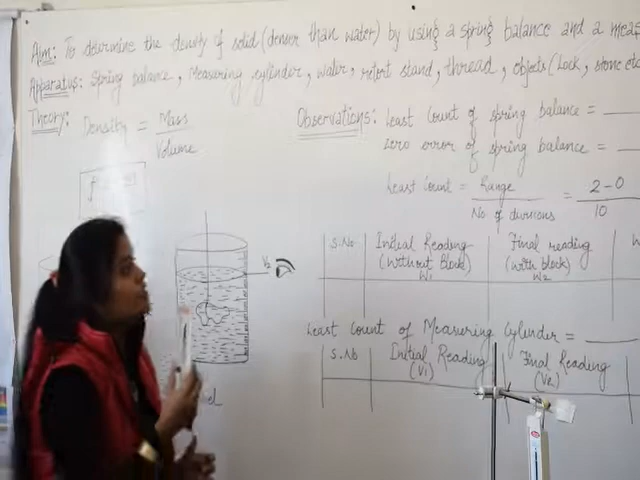 Aim: To determine the density of solid (denser than water) by using a spring balance and a meas
Apparatus: Spring balance, Measuring cylinder, water, retort stand, thread, objects (Lock, stone etc
Theory: Density = Mass / Volume
Observations: Least Count of spring balance = ___
Zero error of spring balance = ___
Least Count = Range / No of divisions = 2-0 / 10
S.No Initial Reading (Without block) W1 Final reading (with block) W2 W
V2
Least Count of Measuring Cylinder = ___
S.No Initial Reading (V1) Final Reading (V2)